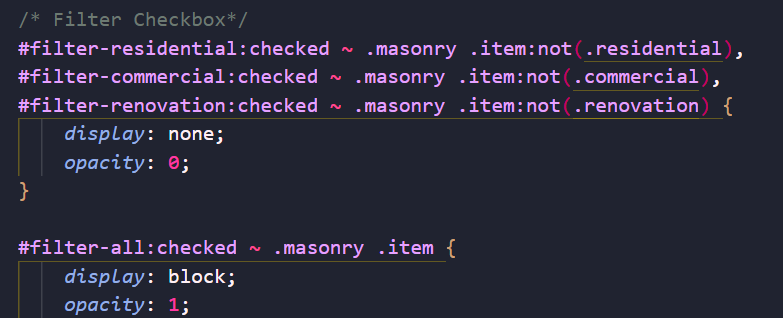 /* Filter Checkbox*/
#filter-residential:checked ~ .masonry .item:not(.residential),
#filter-commercial:checked ~ .masonry .item:not(.commercial),
#filter-renovation:checked ~ .masonry .item:not(.renovation) {
display: none;
opacity: 0;
}
#filter-all:checked ~ .masonry .item {
display: block;
opacity: 1;